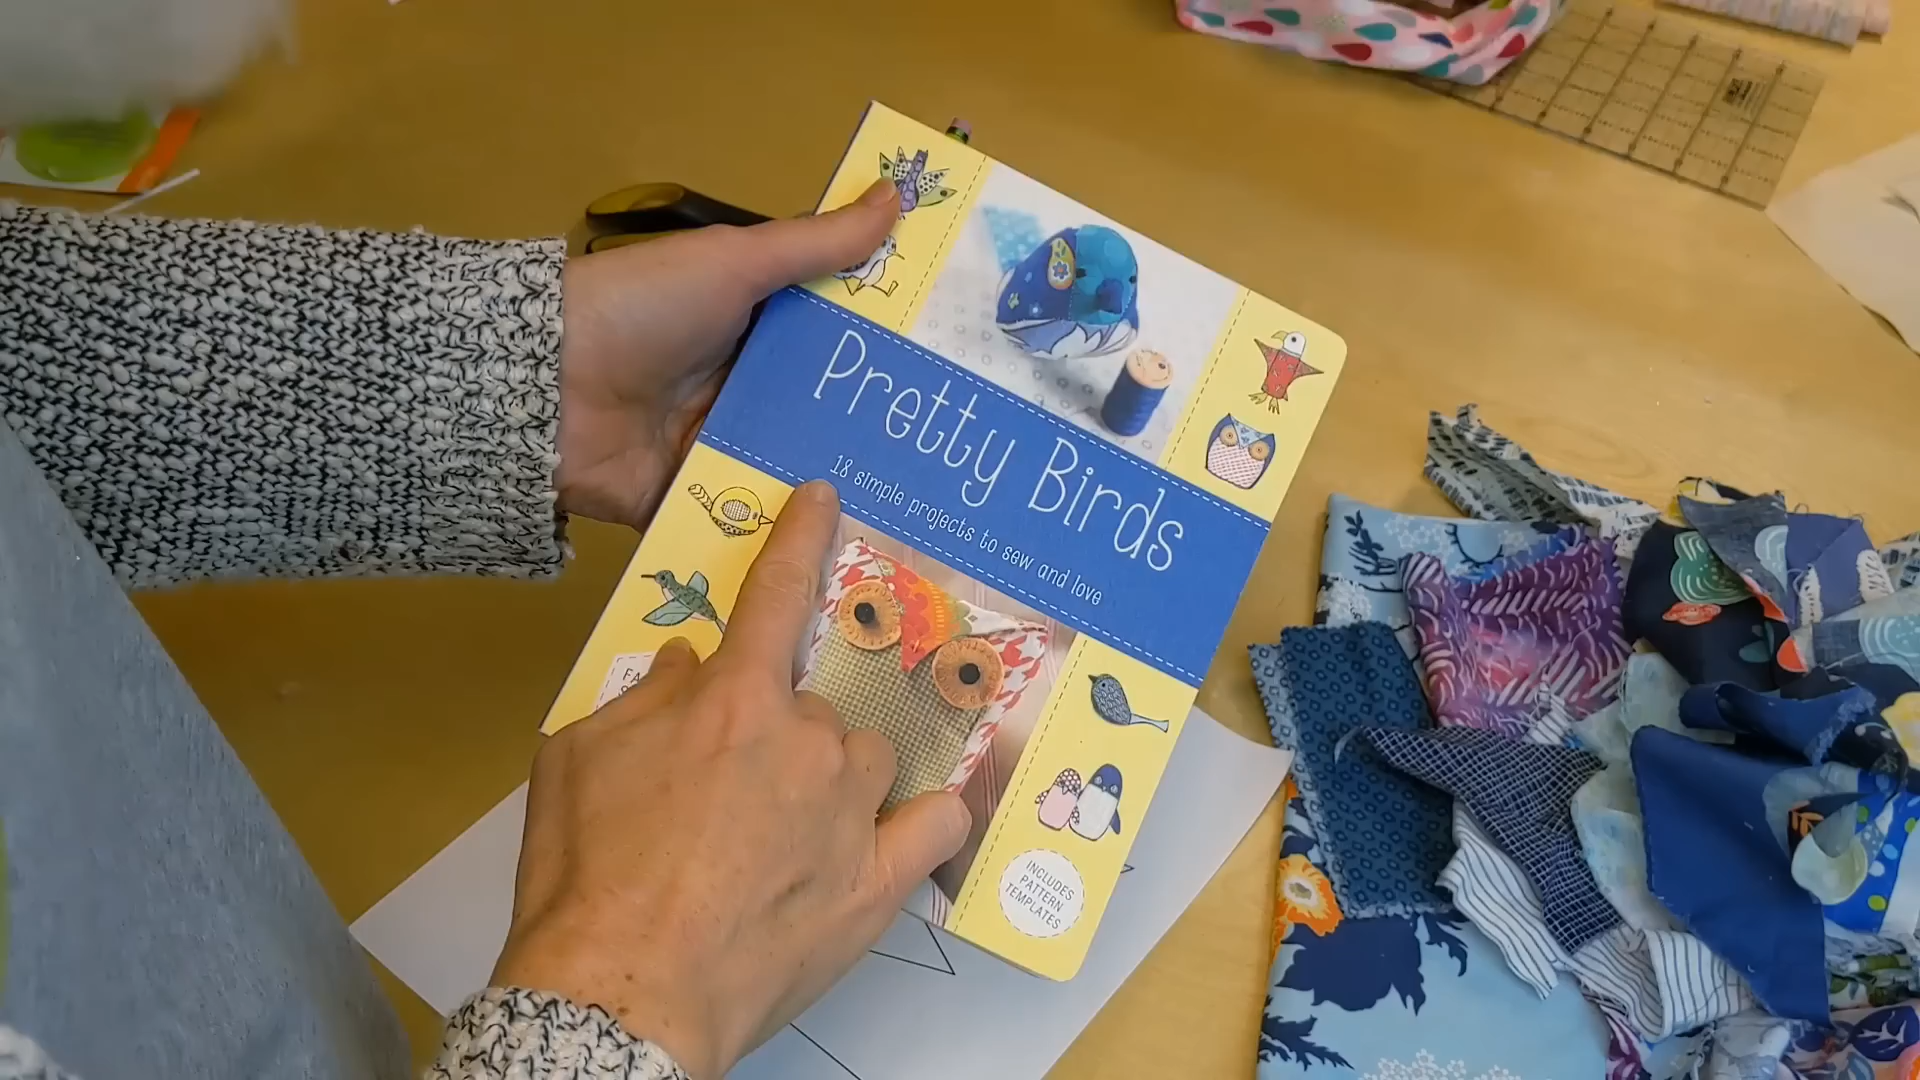 Pretty Birds
18 simple projects to sew and love
INCLUDES
PATTERN
TEMPLATES